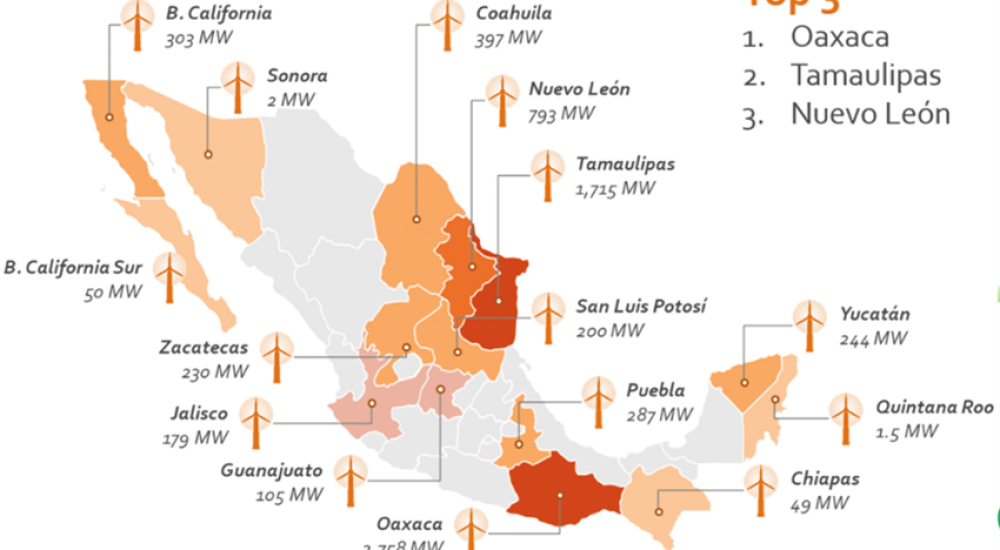 B. California
303 MW
Sonora
2 MW
Coahuila
397 MW
Nuevo León
793 MW
Tamaulipas
1,715 MW
Top 3
1. Oaxaca
2. Tamaulipas
3. Nuevo León
B. California Sur
50 MW
San Luis Potosí
200 MW
Yucatán
244 MW
Zacatecas
230 MW
Puebla
287 MW
Quintana Roo
1.5 MW
Jalisco
179 MW
Guanajuato
105 MW
Chiapas
49 MW
Oaxaca
2,758 MW